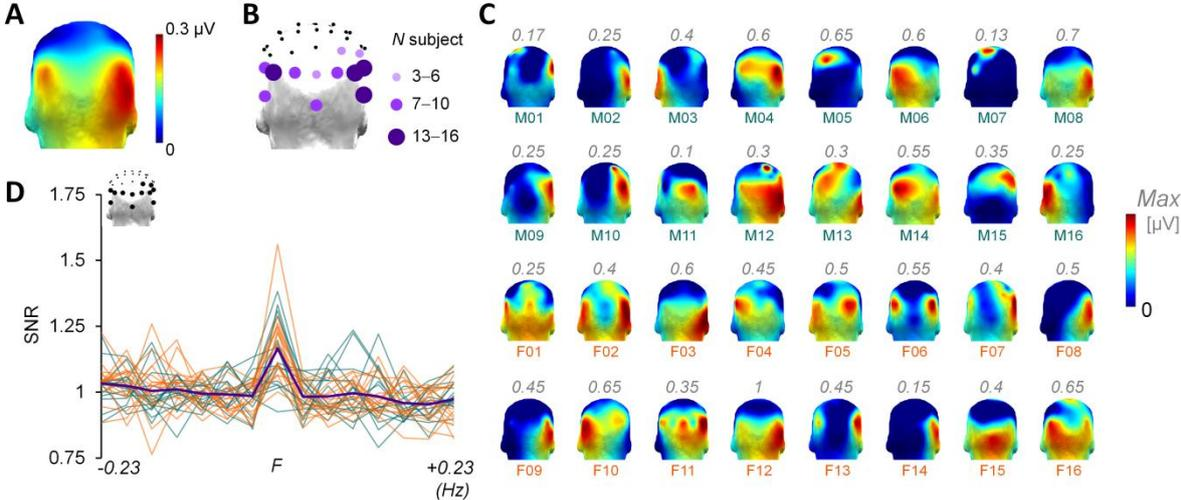 A
0.3 µV
0
B
N subject
3–6
7–10
13–16
C
0.17 0.25 0.4 0.6 0.65 0.6 0.13 0.7
M01 M02 M03 M04 M05 M06 M07 M08
0.25 0.25 0.1 0.3 0.3 0.55 0.35 0.25
M09 M10 M11 M12 M13 M14 M15 M16
0.25 0.4 0.6 0.45 0.5 0.55 0.4 0.5
F01 F02 F03 F04 F05 F06 F07 F08
0.45 0.65 0.35 1 0.45 0.15 0.4 0.65
F09 F10 F11 F12 F13 F14 F15 F16
Max
[µV]
0
D
1.75
1.5
1.25
1
0.75
SNR
-0.23 F +0.23
(Hz)